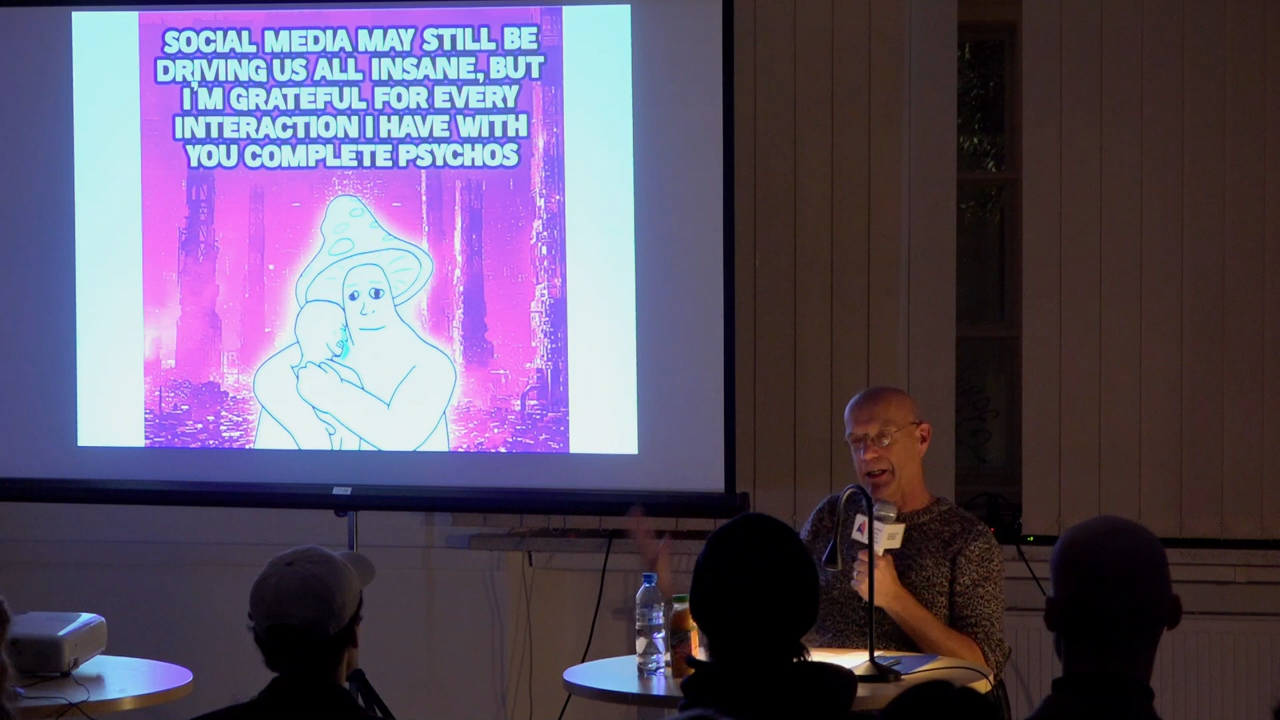 SOCIAL MEDIA MAY STILL BE
DRIVING US ALL INSANE, BUT
I'M GRATEFUL FOR EVERY
INTERACTION I HAVE WITH
YOU COMPLETE PSYCHOS